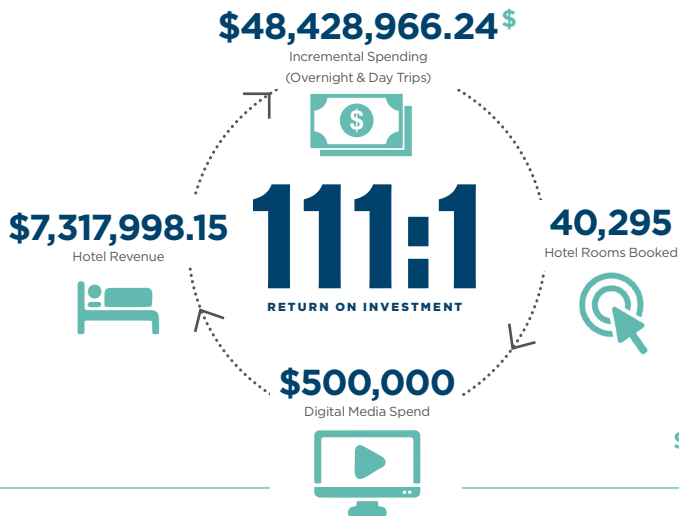 $48,428,966.24 $
Incremental Spending
(Overnight & Day Trips)
$
111:1
RETURN ON INVESTMENT
$7,317,998.15
Hotel Revenue
40,295
Hotel Rooms Booked
$500,000
Digital Media Spend
$